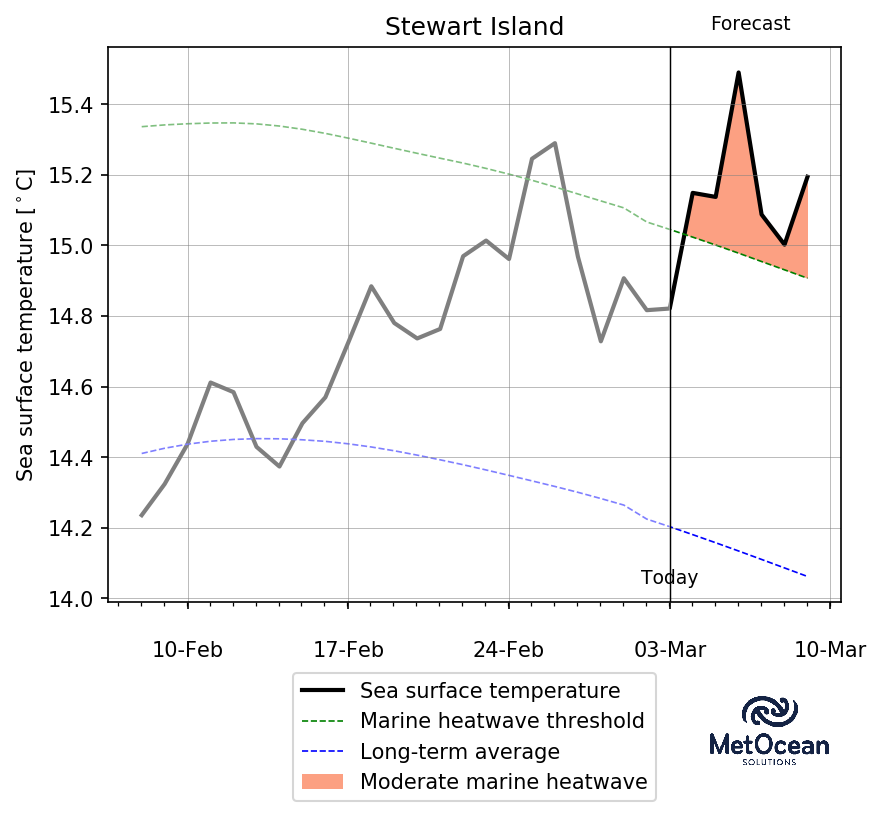 Stewart Island
Forecast
Sea surface temperature [°C]
15.4
15.2
15.0
14.8
14.6
14.4
14.2
14.0
Today
10-Feb
17-Feb
24-Feb
03-Mar
10-Mar
Sea surface temperature
Marine heatwave threshold
Long-term average
Moderate marine heatwave
MetOcean
SOLUTIONS